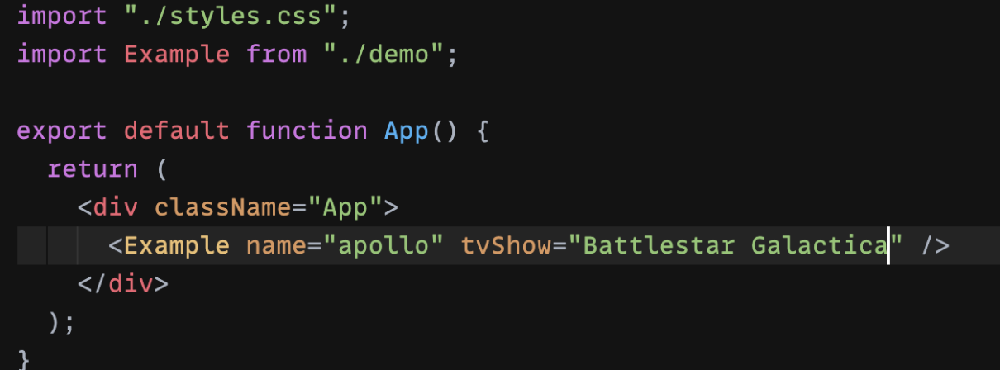 import "./styles.css";
import Example from "./demo";
export default function App() {
return (
<div className="App">
<Example name="apollo" tvShow="Battlestar Galactica" />
</div>
);
}